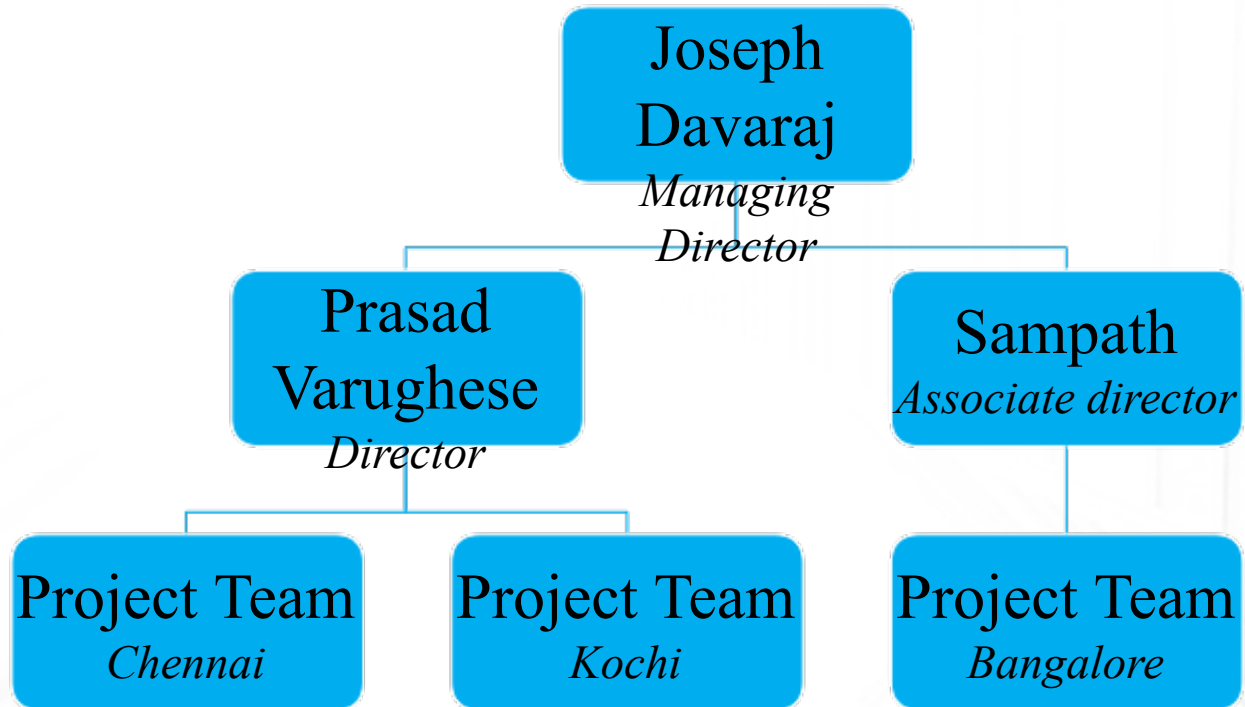 Joseph
Davaraj
Managing
Director
Prasad
Varughese
Director
Sampath
Associate director
Project Team
Chennai
Project Team
Kochi
Project Team
Bangalore